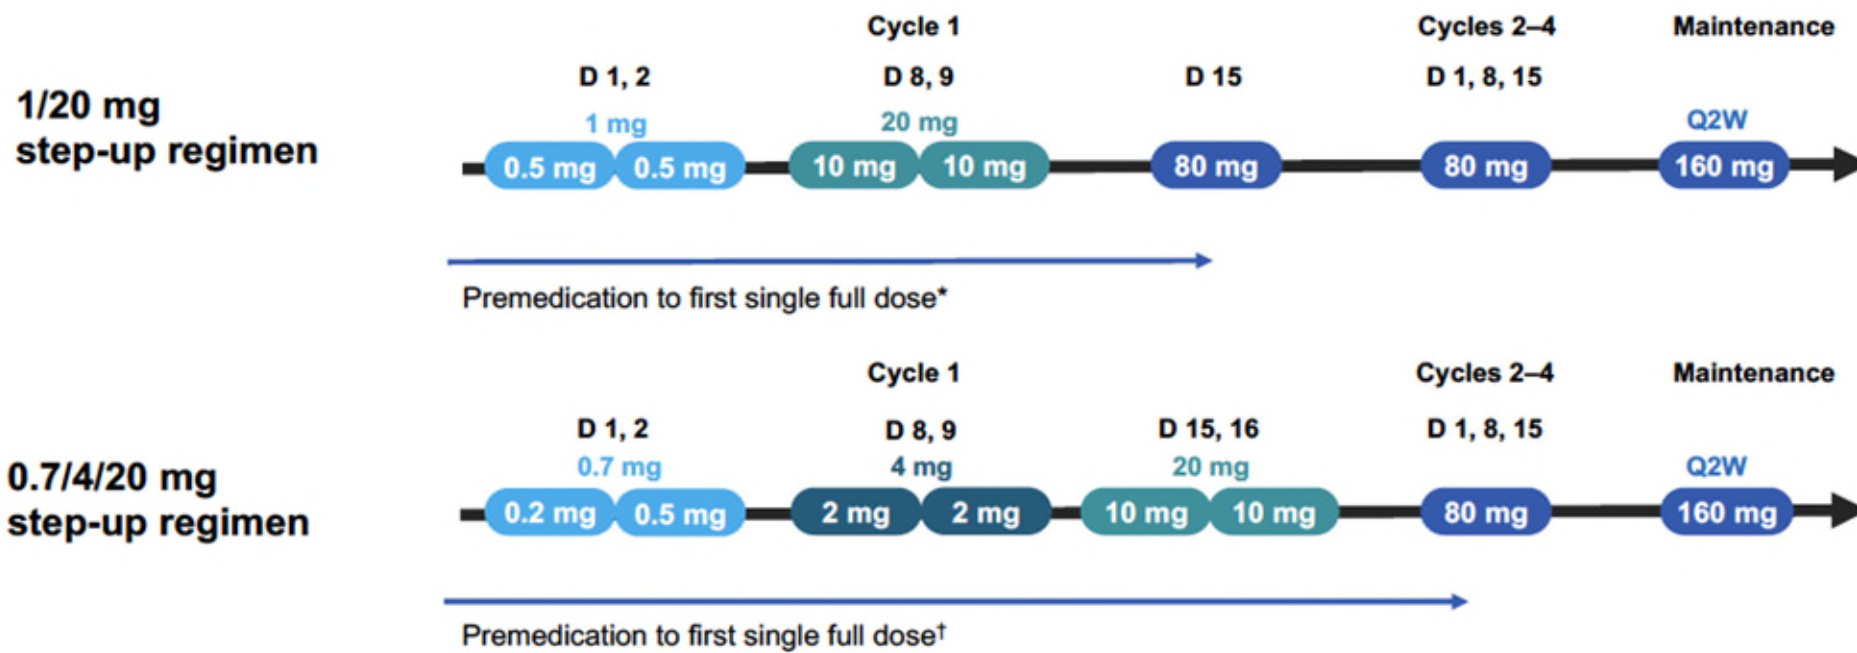 Cycle 1 Cycles 2–4 Maintenance
D 1, 2 D 8, 9 D 15 D 1, 8, 15
1/20 mg
step-up regimen
1 mg 20 mg Q2W
0.5 mg 0.5 mg 10 mg 10 mg 80 mg 80 mg 160 mg
Premedication to first single full dose*
Cycle 1 Cycles 2–4 Maintenance
D 1, 2 D 8, 9 D 15, 16 D 1, 8, 15
0.7/4/20 mg
step-up regimen
0.7 mg 4 mg 20 mg Q2W
0.2 mg 0.5 mg 2 mg 2 mg 10 mg 10 mg 80 mg 160 mg
Premedication to first single full dose†